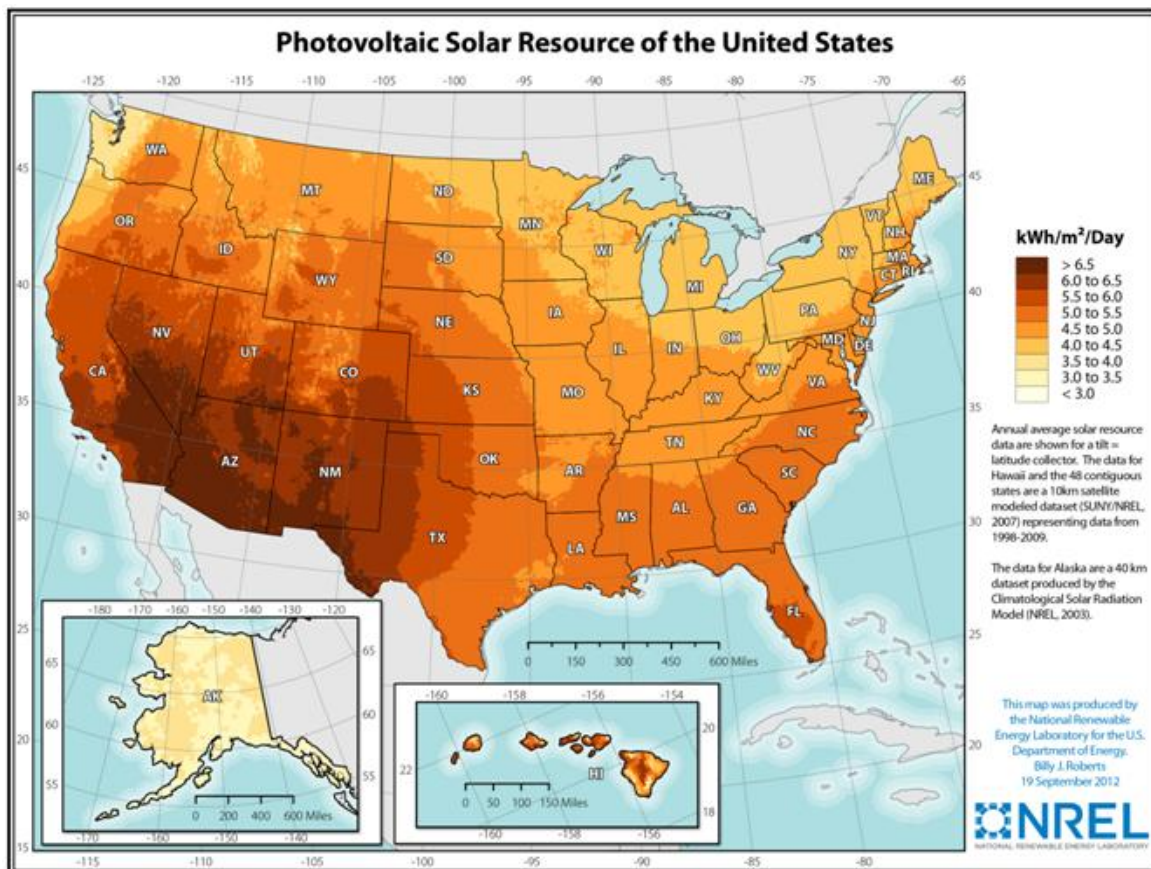 Photovoltaic Solar Resource of the United States
-125 -120 -115 -110 -105 -100 -95 -90 -85 -80 -75 -70 -65
45
40
35
30
25
20
15
45
40
35
30
25
20
-115 -110 -105 -100 -95 -90 -85 -80
WA
MT
ND
MN
ME
VT
NH
OR
ID
WY
SD
WI
MI
NY
MA
CT
RI
NV
UT
CO
NE
IA
IL
IN
OH
PA
NJ
MD
DE
CA
KS
MO
KY
WV
VA
AZ
NM
OK
AR
TN
NC
SC
TX
LA
MS
AL
GA
FL
0 150 300 450 600 Miles
-180 -170 -160 -150 -140 -130 -120
65
60
55
65
60
55
AK
0 200 400 600 Miles
-170 -160 -150 -140
-160 -158 -156 -154
22
20
18
HI
0 50 100 150 Miles
-160 -158 -156
kWh/m²/Day
> 6.5
6.0 to 6.5
5.5 to 6.0
5.0 to 5.5
4.5 to 5.0
4.0 to 4.5
3.5 to 4.0
3.0 to 3.5
< 3.0
Annual average solar resource
data are shown for a tilt =
latitude collector. The data for
Hawaii and the 48 contiguous
states are a 10km satellite
modeled dataset (SUNY/NREL,
2007) representing data from
1998-2009.
The data for Alaska are a 40 km
dataset produced by the
Climatological Solar Radiation
Model (NREL, 2003).
This map was produced by
the National Renewable
Energy Laboratory for the U.S.
Department of Energy.
Billy J. Roberts
19 September 2012
NREL
NATIONAL RENEWABLE ENERGY LABORATORY